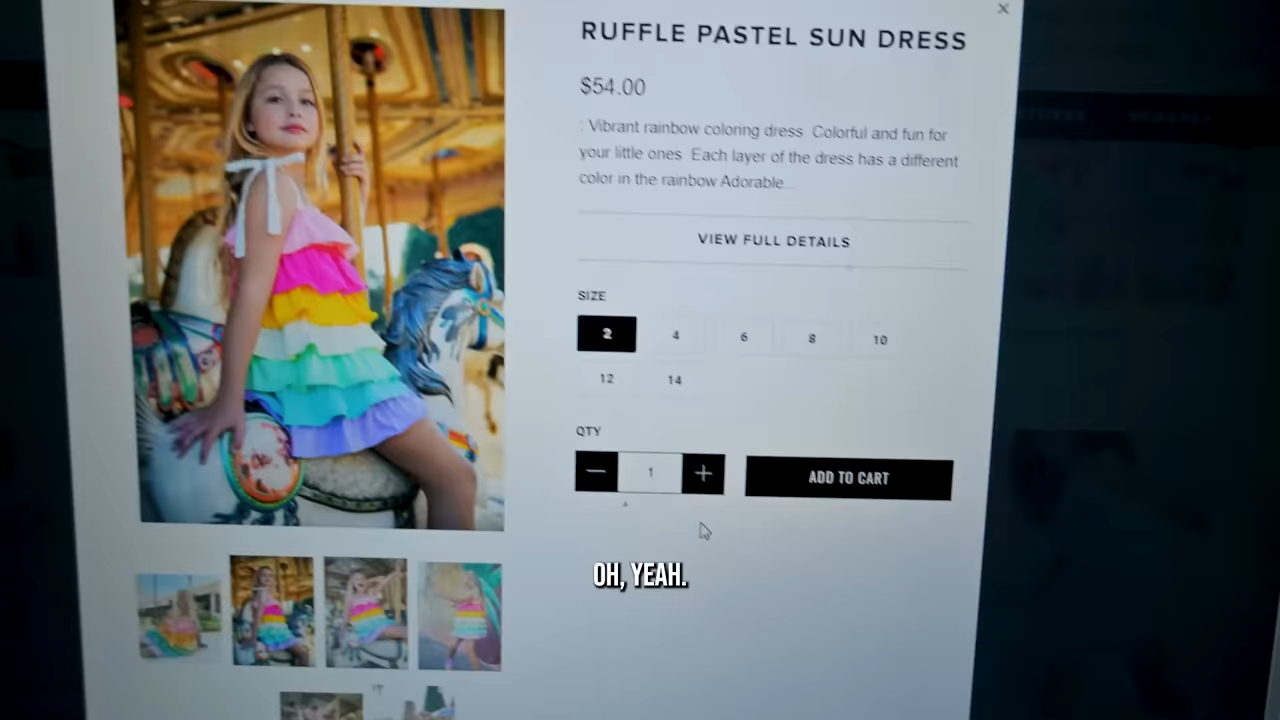 RUFFLE PASTEL SUN DRESS
$54.00
: Vibrant rainbow coloring dress Colorful and fun for
your little ones Each layer of the dress has a different
color in the rainbow Adorable...
VIEW FULL DETAILS
SIZE
2 4 6 8 10
12 14
QTY
− 1 +
ADD TO CART
OH, YEAH.